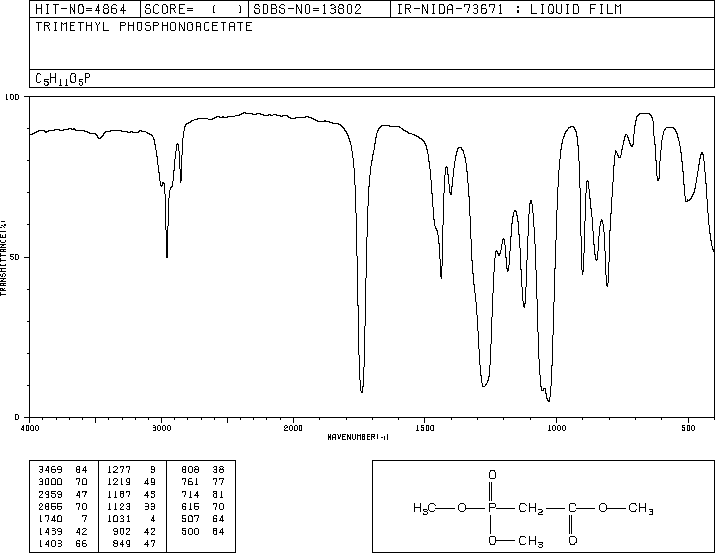 HIT-NO=4864 SCORE= ( ) SDBS-NO=13802 IR-NIDA-73671 : LIQUID FILM
TRIMETHYL PHOSPHONOACETATE
C5H11O5P
100
50
0
TRANSMITTANCE(%)
4000 3000 2000 1500 1000 500
WAVENUMBER(-1)
3469 84 1277 9 808 38
3000 70 1219 49 761 77
2959 47 1187 45 714 81
2855 70 1123 33 615 70
1740 7 1031 4 507 64
1439 42 902 42 500 64
1403 66 849 47
O
H3C—O—P—CH2—C—O—CH3
O—CH3 O